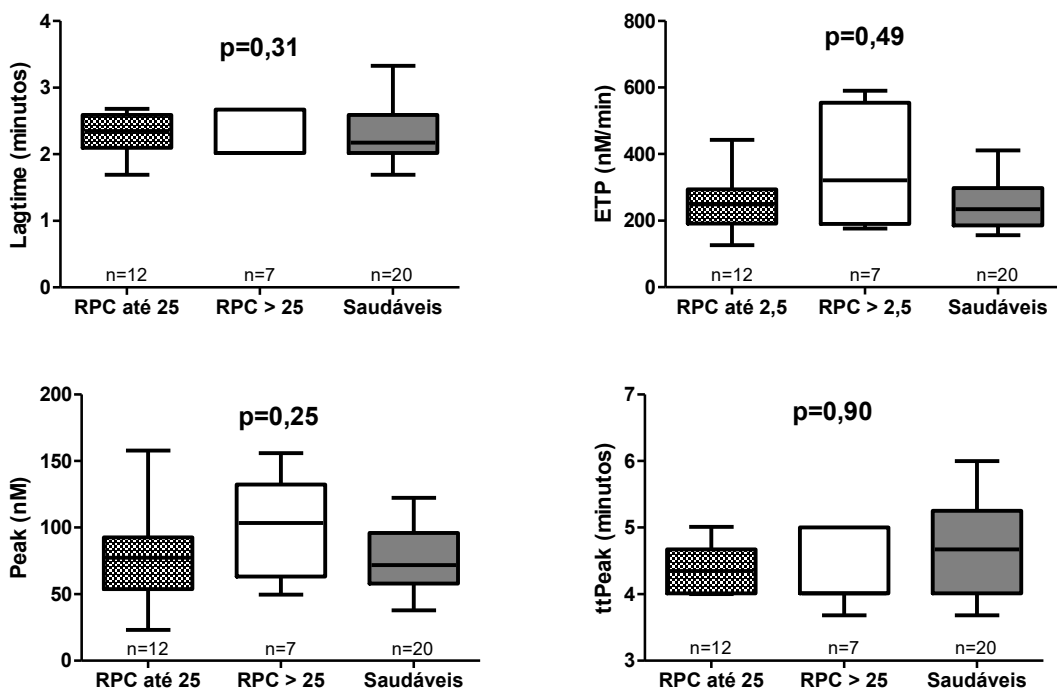 Lagtime (minutos)
4
3
2
1
0
p=0,31
n=12 n=7 n=20
RPC até 25 RPC > 25 Saudáveis
ETP (nM/min)
800
600
400
200
0
p=0,49
n=12 n=7 n=20
RPC até 2,5 RPC > 2,5 Saudáveis
Peak (nM)
200
150
100
50
0
p=0,25
n=12 n=7 n=20
RPC até 25 RPC > 25 Saudáveis
ttPeak (minutos)
7
6
5
4
3
p=0,90
n=12 n=7 n=20
RPC até 25 RPC > 25 Saudáveis